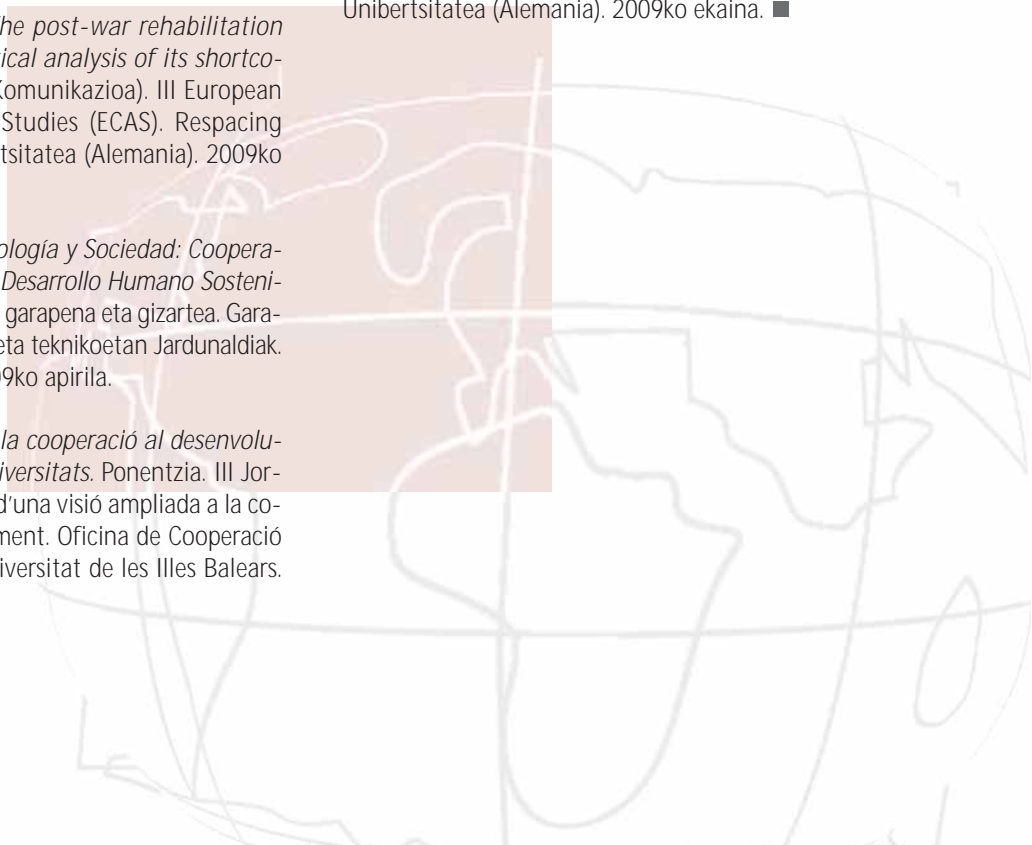 he post-war rehabilitation
ical analysis of its shortco-
Komunikazioa). III European
Studies (ECAS). Respacing
tsitatea (Alemania). 2009ko
ología y Sociedad: Coopera-
Desarrollo Humano Sosteni-
garapena eta gizartea. Gara-
eta teknikoetan Jardunaldiak.
9ko apirila.
la cooperació al desenvolu-
iversitats. Ponentzia. III Jor-
d'una visió ampliada a la co-
ment. Oficina de Cooperació
iversitat de les Illes Balears.
Unibertsitatea (Alemania). 2009ko ekaina. ■